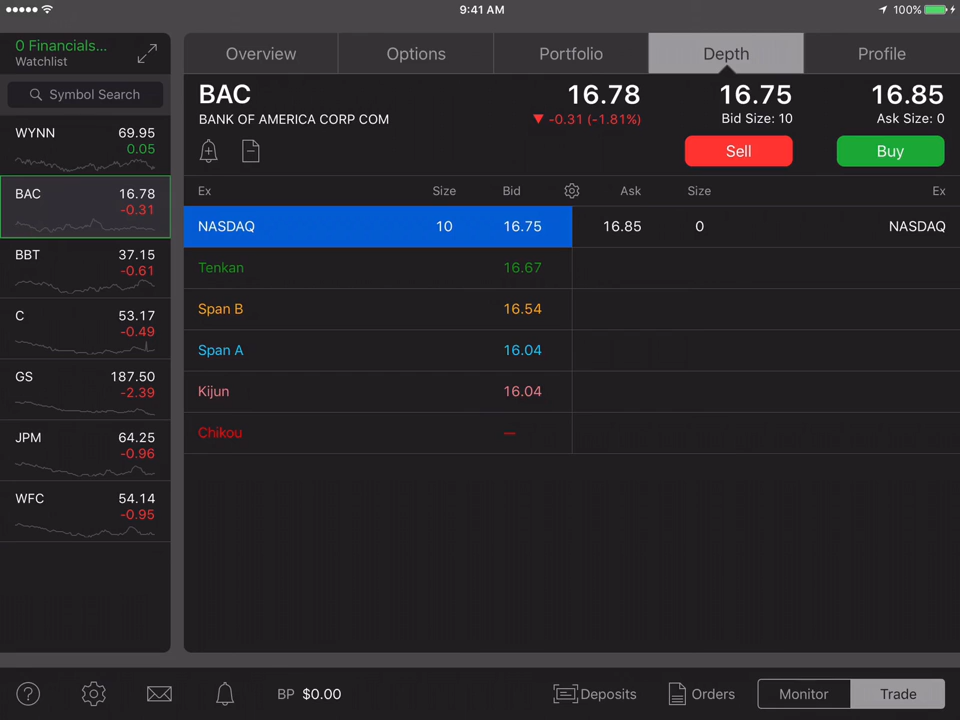 9:41 AM
100%
0 Financials...
Watchlist
Symbol Search
WYNN 69.95
0.05
BAC 16.78
-0.31
BBT 37.15
-0.61
C 53.17
-0.49
GS 187.50
-2.39
JPM 64.25
-0.96
WFC 54.14
-0.95
Overview Options Portfolio Depth Profile
BAC 16.78 16.75 16.85
BANK OF AMERICA CORP COM -0.31 (-1.81%) Bid Size: 10 Ask Size: 0
Sell Buy
Ex Size Bid Ask Size Ex
NASDAQ 10 16.75 16.85 0 NASDAQ
Tenkan 16.67
Span B 16.54
Span A 16.04
Kijun 16.04
Chikou —
? BP $0.00 Deposits Orders Monitor Trade